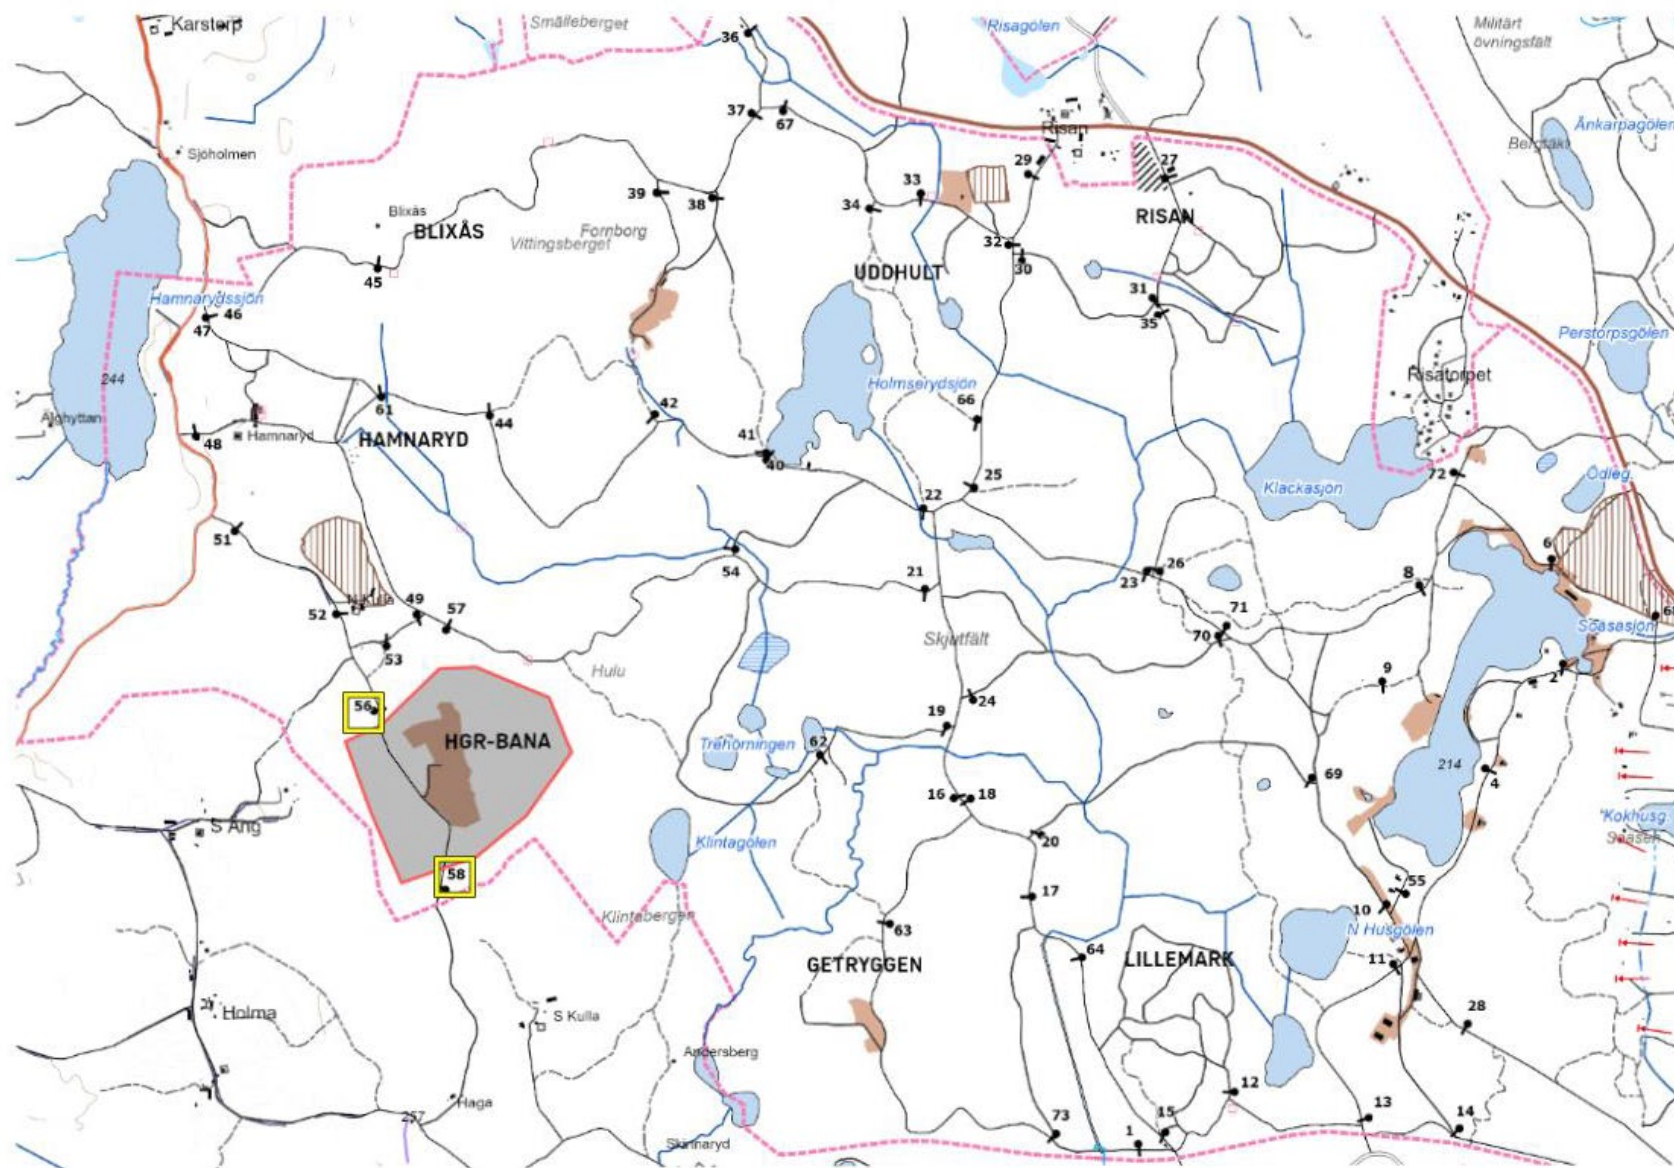 Karstorp
Smälleberget
36
Risagölen
Militärt
övningsfält
Ånkarpagölen
Bergtäkt
37
67
Risan
Sjöholmen
29
27
39
38
33
34
RISAN
Blixås
BLIXÅS
Fornborg
Vittingsberget
32
30
UDDHULT
45
Hamnarydssjön
46
47
31
35
Perstorpsgölen
244
Holmserydsjön
Risatorpet
61
44
42
66
Älghyttan
48
Hamnaryd
HAMNARYD
41
40
25
72
Klackasjön
Ödleg.
22
51
54
21
23
26
6
8
52
N Kulla
49
57
53
71
70
Skjutfält
Såasasjön
Hulu
9
2
56
24
19
HGR-BANA
Trehörningen
62
69
214
4
16
18
S Äng
Klintagölen
20
Kokhusg
58
17
55
10
Klintabergen
63
N Husgölen
GETRYGGEN
64
LILLEMARK
11
Holma
S Kulla
28
Andersberg
12
257
Haga
73
1
15
13
14
Skinnaryd